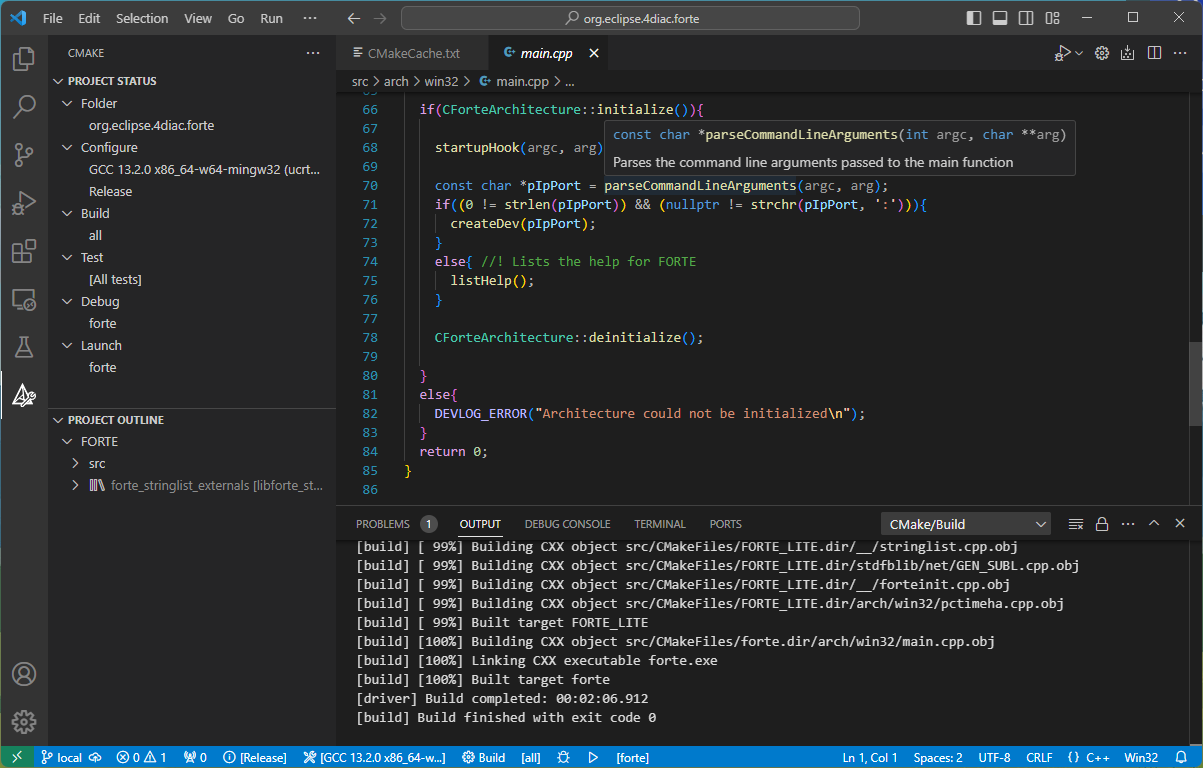 File Edit Selection View Go Run ··· org.eclipse.4diac.forte
CMAKE ···
PROJECT STATUS
Folder
org.eclipse.4diac.forte
Configure
GCC 13.2.0 x86_64-w64-mingw32 (ucrt...
Release
Build
all
Test
[All tests]
Debug
forte
Launch
forte
PROJECT OUTLINE
FORTE
src
forte_stringlist_externals [libforte_st...
CMakeCache.txt main.cpp
src > arch > win32 > main.cpp > ...
65
66 if(CForteArchitecture::initialize()){
67
const char *parseCommandLineArguments(int argc, char **arg)
Parses the command line arguments passed to the main function
68 startupHook(argc, arg)
69
70 const char *pIpPort = parseCommandLineArguments(argc, arg);
71 if((0 != strlen(pIpPort)) && (nullptr != strchr(pIpPort, ':'))){
72 createDev(pIpPort);
73 }
74 else{ //! Lists the help for FORTE
75 listHelp();
76 }
77
78 CForteArchitecture::deinitialize();
79
80 }
81 else{
82 DEVLOG_ERROR("Architecture could not be initialized\n");
83 }
84 return 0;
85 }
86
PROBLEMS 1 OUTPUT DEBUG CONSOLE TERMINAL PORTS CMake/Build
[build] [ 99%] Building CXX object src/CMakeFiles/FORTE_LITE.dir/__/stringlist.cpp.obj
[build] [ 99%] Building CXX object src/CMakeFiles/FORTE_LITE.dir/stdfblib/net/GEN_SUBL.cpp.obj
[build] [ 99%] Building CXX object src/CMakeFiles/FORTE_LITE.dir/__/forteinit.cpp.obj
[build] [ 99%] Building CXX object src/CMakeFiles/FORTE_LITE.dir/arch/win32/pctimeha.cpp.obj
[build] [ 99%] Built target FORTE_LITE
[build] [100%] Building CXX object src/CMakeFiles/forte.dir/arch/win32/main.cpp.obj
[build] [100%] Linking CXX executable forte.exe
[build] [100%] Built target forte
[driver] Build completed: 00:02:06.912
[build] Build finished with exit code 0
local 0 1 0 [Release] [GCC 13.2.0 x86_64-w...] Build [all] [forte] Ln 1, Col 1 Spaces: 2 UTF-8 CRLF {} C++ Win32